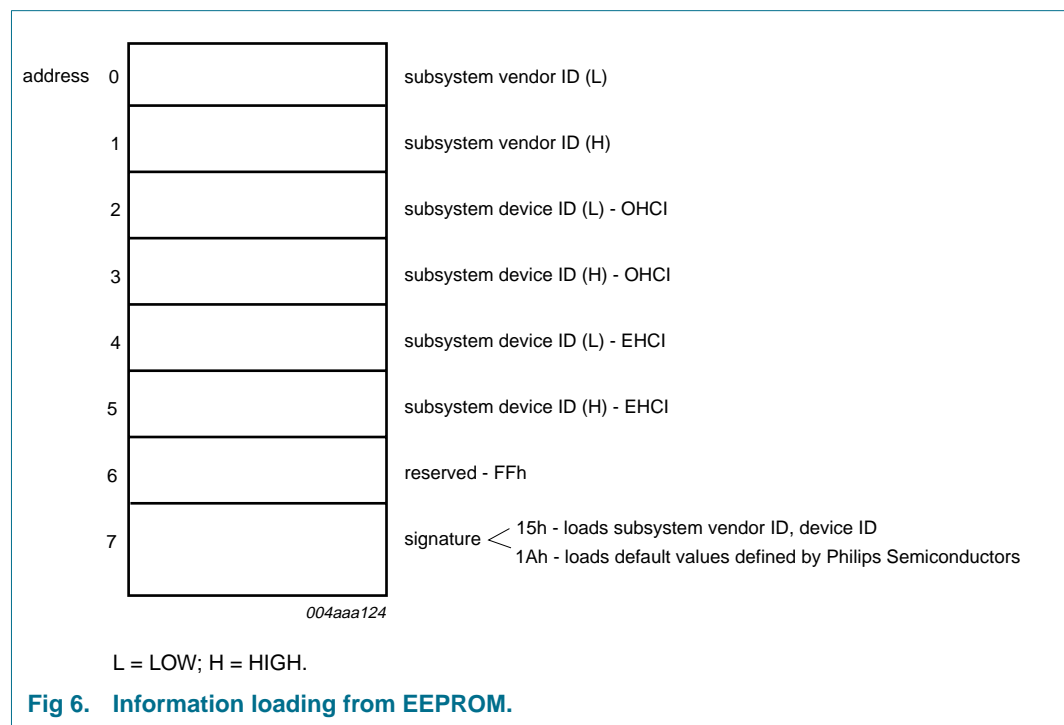 address 0 subsystem vendor ID (L)
1 subsystem vendor ID (H)
2 subsystem device ID (L) - OHCI
3 subsystem device ID (H) - OHCI
4 subsystem device ID (L) - EHCI
5 subsystem device ID (H) - EHCI
6 reserved - FFh
7 signature 15h - loads subsystem vendor ID, device ID
1Ah - loads default values defined by Philips Semiconductors
004aaa124
L = LOW; H = HIGH.
Fig 6. Information loading from EEPROM.